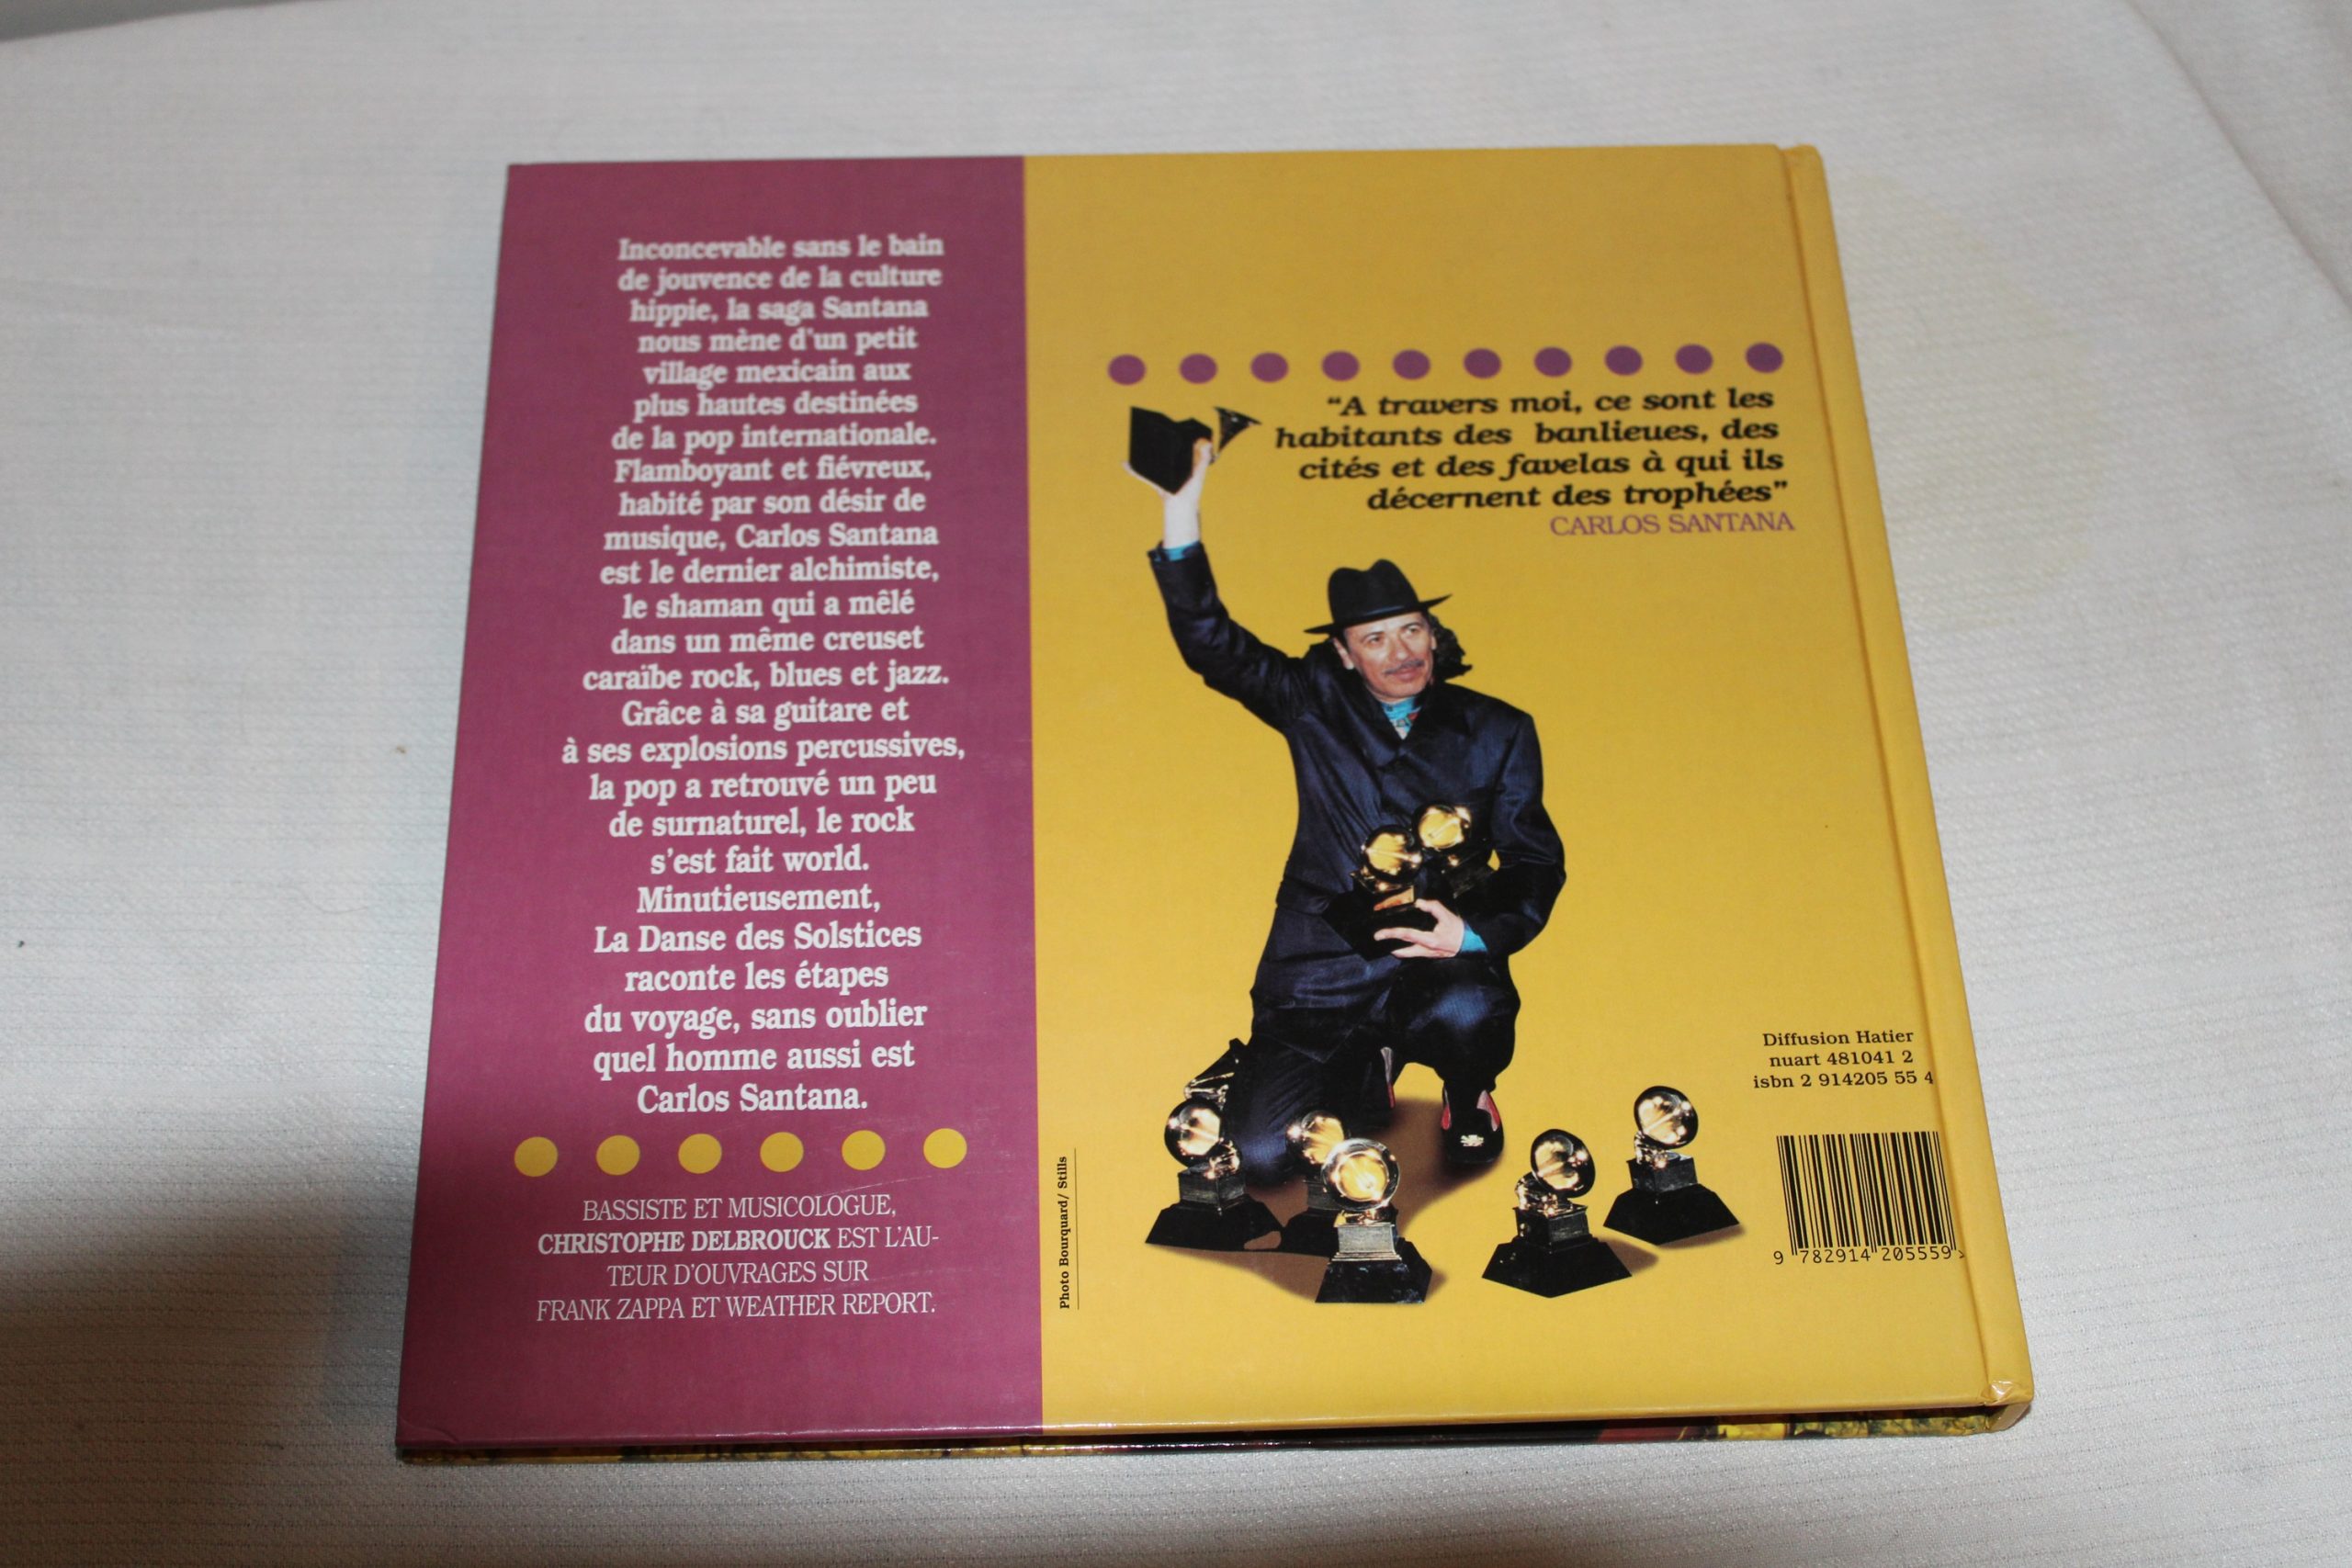 Inconcevable sans le bain
de jouvence de la culture
hippie, la saga Santana
nous mène d'un petit
village mexicain aux
plus hautes destinées
de la pop internationale.
Flamboyant et fiévreux,
habité par son désir de
musique, Carlos Santana
est le dernier alchimiste,
le shaman qui a mêlé
dans un même creuset
caraïbe rock, blues et jazz.
Grâce à sa guitare et
à ses explosions percussives,
la pop a retrouvé un peu
de surnaturel, le rock
s'est fait world.
Minutieusement,
La Danse des Solstices
raconte les étapes
du voyage, sans oublier
quel homme aussi est
Carlos Santana.
BASSISTE ET MUSICOLOGUE,
CHRISTOPHE DELBROUCK EST L'AU-
TEUR D'OUVRAGES SUR
FRANK ZAPPA ET WEATHER REPORT.
“A travers moi, ce sont les
habitants des banlieues, des
cités et des favelas à qui ils
décernent des trophées”
CARLOS SANTANA
Photo Bourquard/ Stills
Diffusion Hatier
nuart 481041 2
isbn 2 914205 55 4
9 782914 205559 >